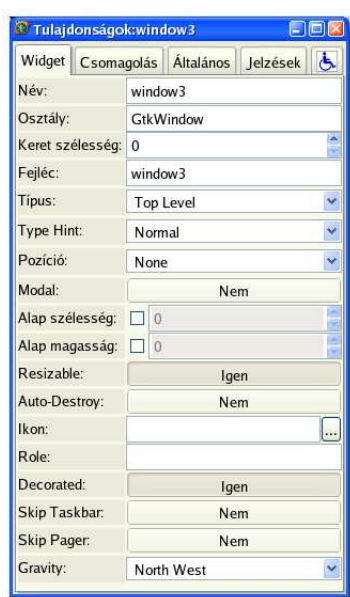 Tulajdonságok:window3
Widget Csomagolás Általános Jelzések
Név: window3
Osztály: GtkWindow
Keret szélesség: 0
Fejléc: window3
Típus: Top Level
Type Hint: Normal
Pozíció: None
Modal: Nem
Alap szélesség: 0
Alap magasság: 0
Resizable: Igen
Auto-Destroy: Nem
Ikon: ...
Role:
Decorated: Igen
Skip Taskbar: Nem
Skip Pager: Nem
Gravity: North West